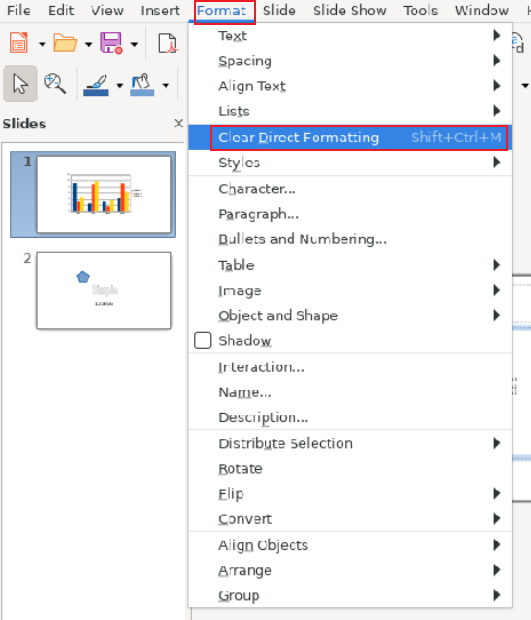 File Edit View Insert Format Slide Slide Show Tools Window
Slides
1
2
Simple
Text
Spacing
Align Text
Lists
Clear Direct Formatting Shift+Ctrl+M
Styles
Character...
Paragraph...
Bullets and Numbering...
Table
Image
Object and Shape
Shadow
Interaction...
Name...
Description...
Distribute Selection
Rotate
Flip
Convert
Align Objects
Arrange
Group